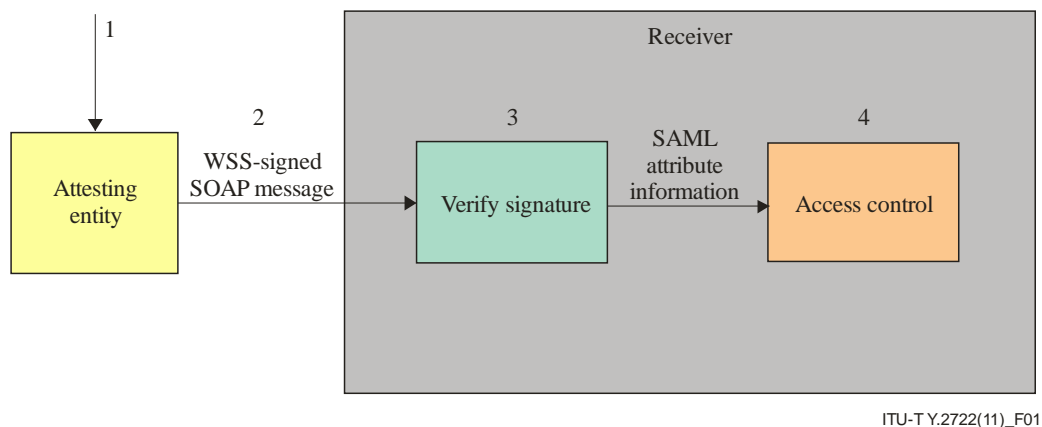 1
Receiver
2
3
4
WSS-signed
SOAP message
SAML
attribute
information
Attesting
entity
Verify signature
Access control
ITU-T Y.2722(11)_F01